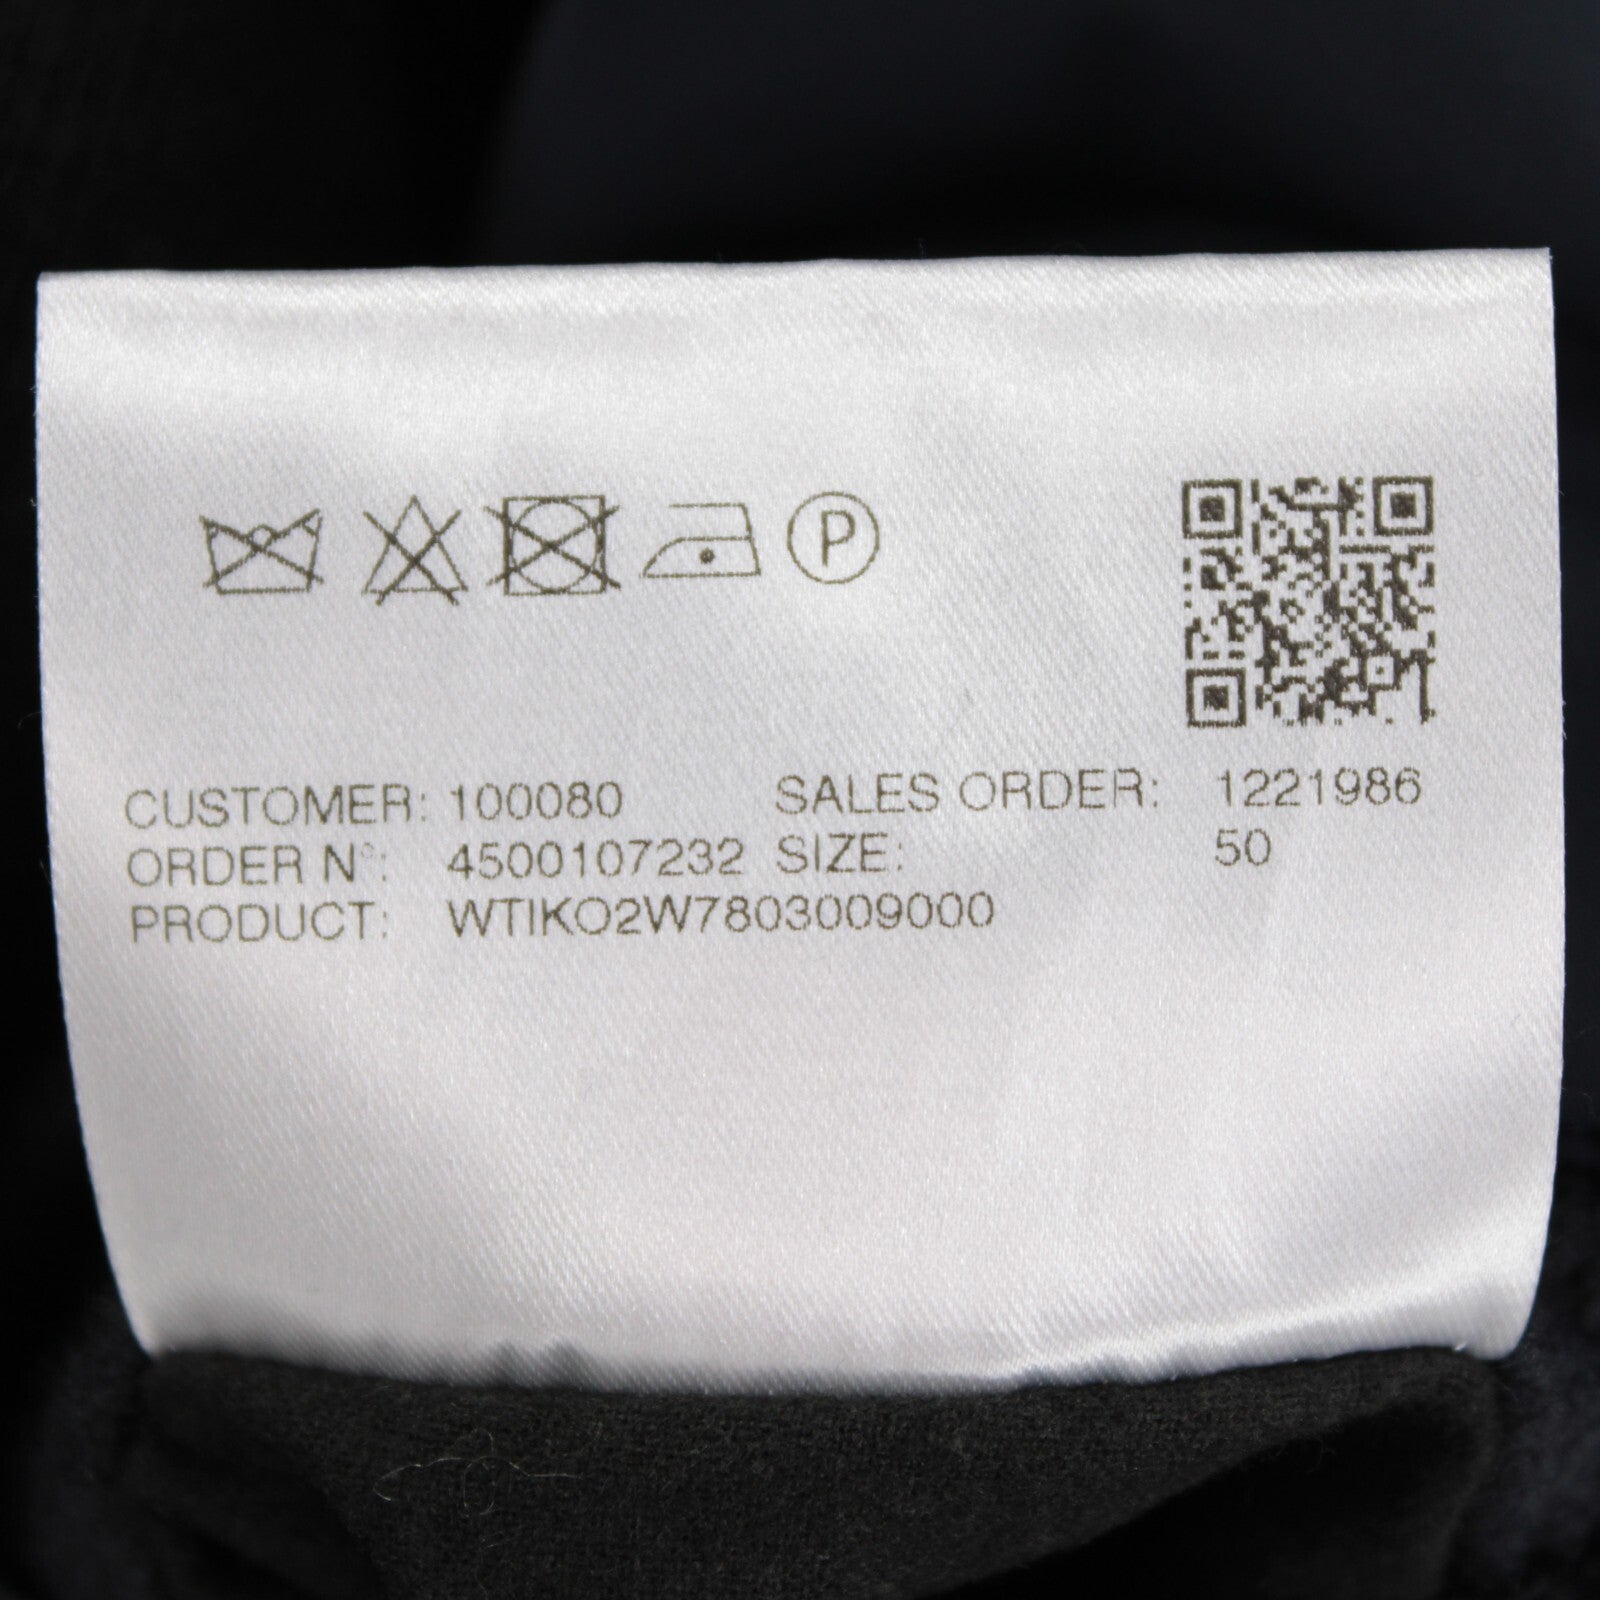 P
CUSTOMER: 100080 SALES ORDER: 1221986
ORDER N°: 4500107232 SIZE: 50
PRODUCT: WTIKO2W7803009000